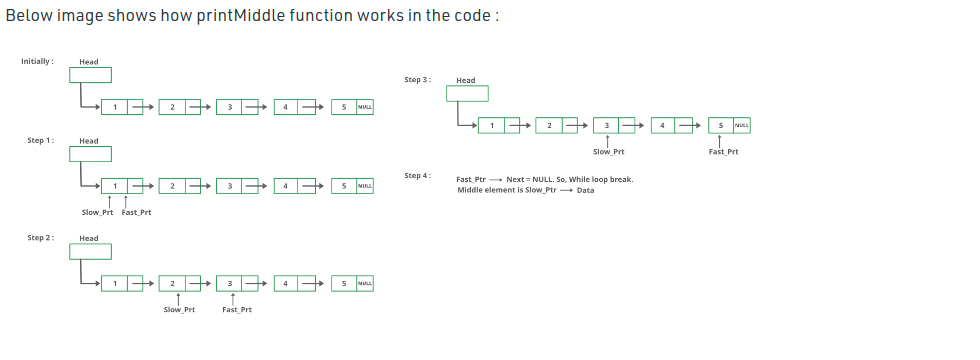 Below image shows how printMiddle function works in the code :
Initially :
Head
1 2 3 4 5 NULL
Step 1 :
Head
1 2 3 4 5 NULL
Slow_Prt Fast_Prt
Step 2 :
Head
1 2 3 4 5 NULL
Slow_Prt Fast_Prt
Step 3 :
Head
1 2 3 4 5 NULL
Slow_Prt Fast_Prt
Step 4 :
Fast_Ptr → Next = NULL. So, While loop break.
Middle element is Slow_Ptr → Data